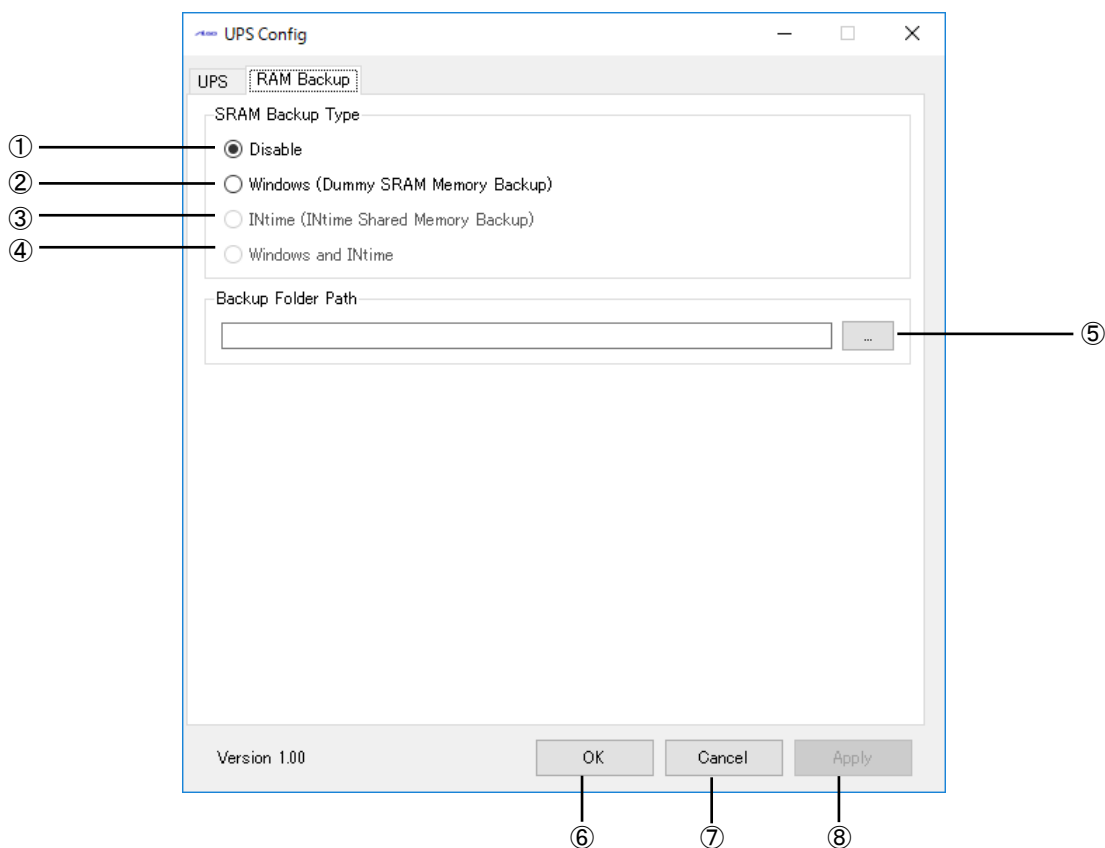 UPS Config
UPS
RAM Backup
SRAM Backup Type
① Disable
② Windows (Dummy SRAM Memory Backup)
③ INtime (INtime Shared Memory Backup)
④ Windows and INtime
Backup Folder Path
... ⑤
Version 1.00 OK Cancel Apply
⑥ ⑦ ⑧